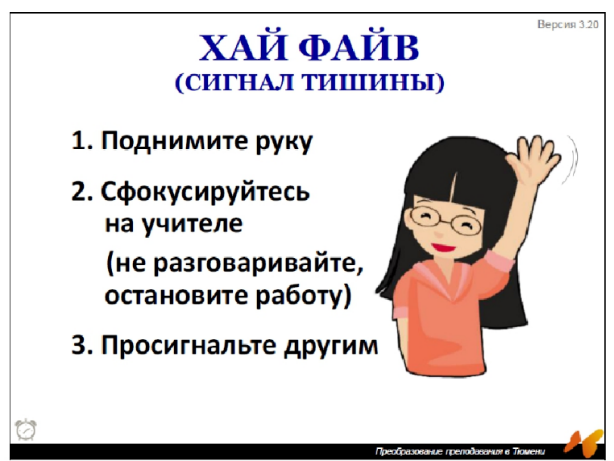 Версия 3.20
ХАЙ ФАЙВ
(СИГНАЛ ТИШИНЫ)
1. Поднимите руку
2. Сфокусируйтесь
на учителе
(не разговаривайте,
остановите работу)
3. Просигнальте другим
Преобразование преподавания в Тюмени